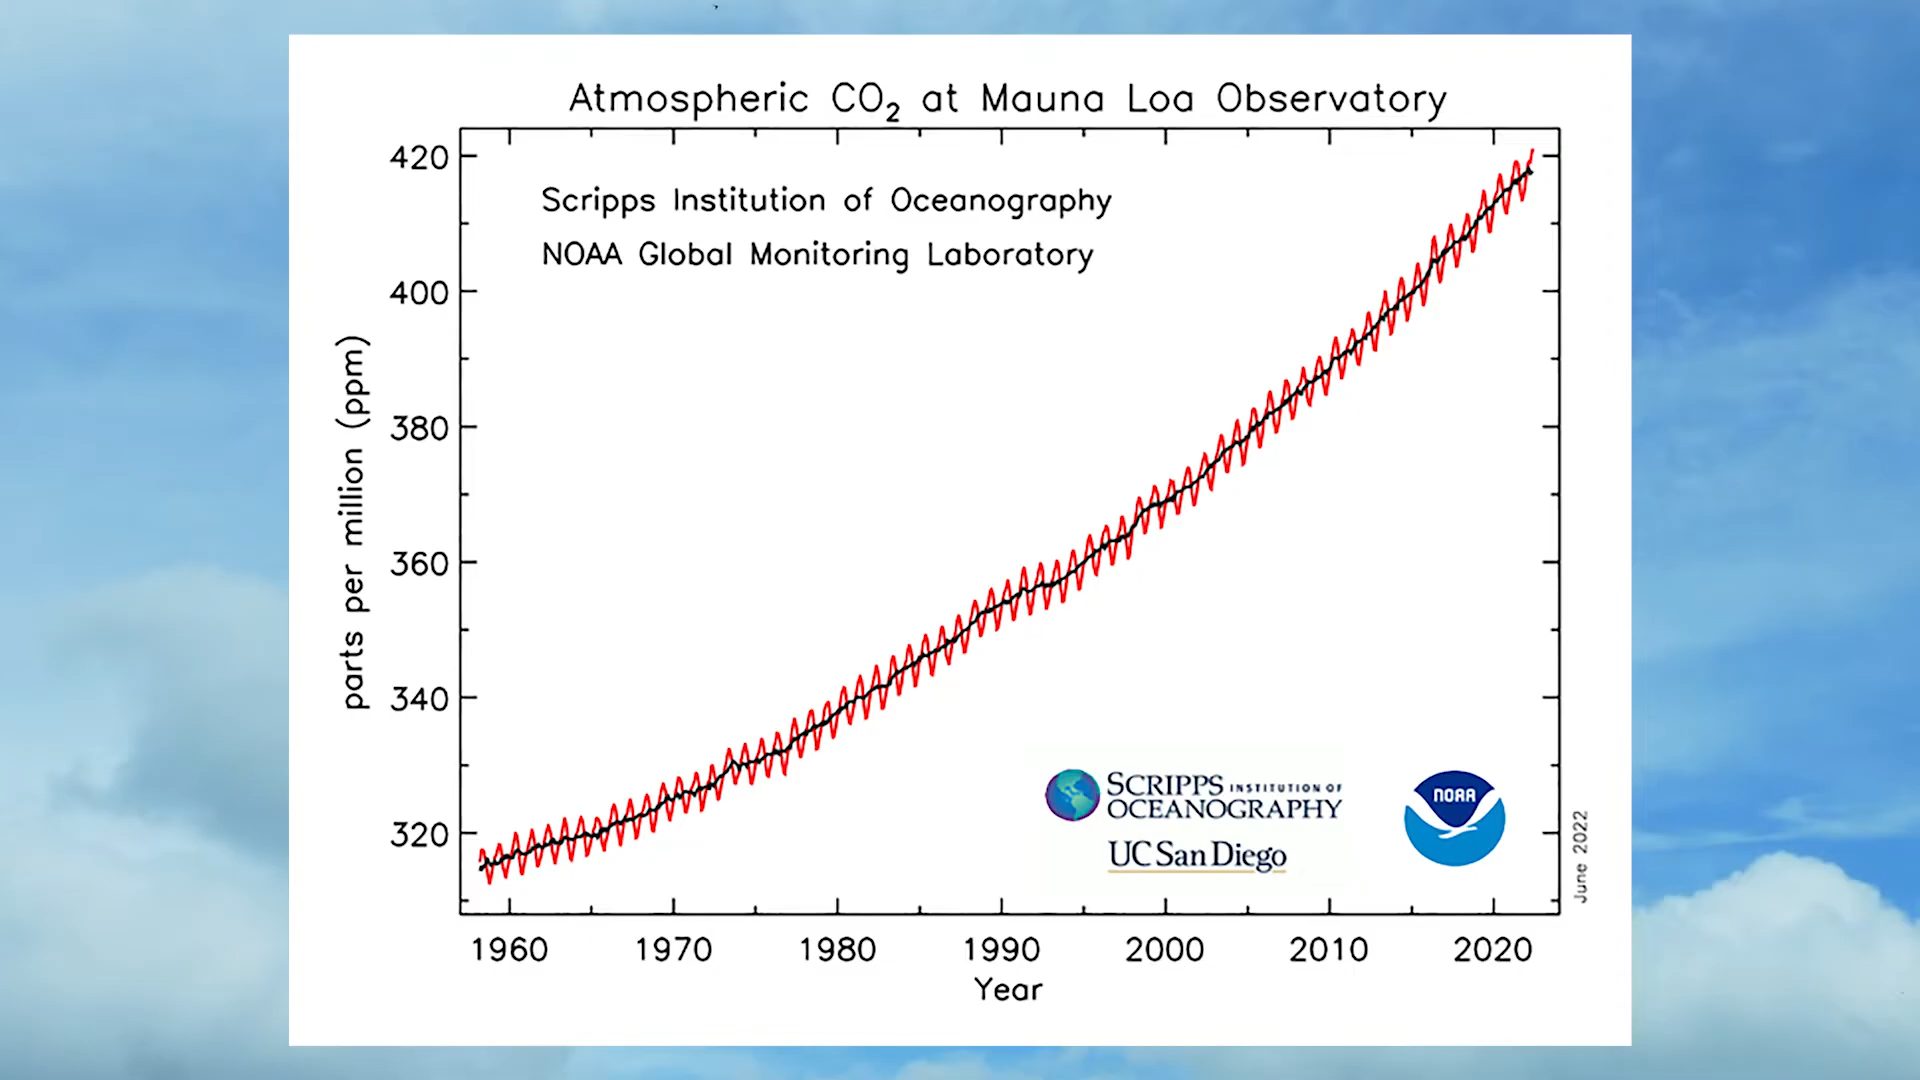 Atmospheric CO₂ at Mauna Loa Observatory
Scripps Institution of Oceanography
NOAA Global Monitoring Laboratory
parts per million (ppm)
420
400
380
360
340
320
SCRIPPS INSTITUTION OF
OCEANOGRAPHY
UC San Diego
NOAA
June 2022
1960 1970 1980 1990 2000 2010 2020
Year